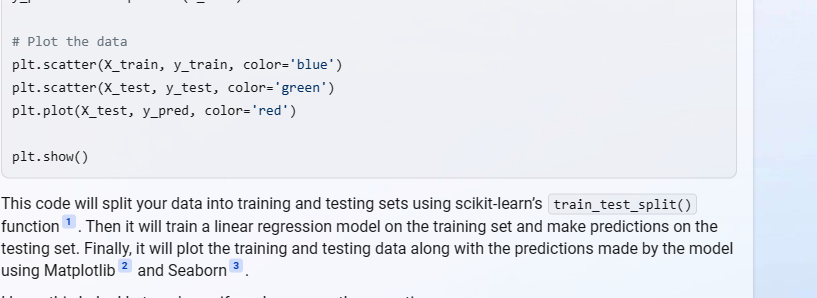 # Plot the data
plt.scatter(X_train, y_train, color='blue')
plt.scatter(X_test, y_test, color='green')
plt.plot(X_test, y_pred, color='red')
plt.show()
This code will split your data into training and testing sets using scikit-learn’s train_test_split()
function 1 . Then it will train a linear regression model on the training set and make predictions on the
testing set. Finally, it will plot the training and testing data along with the predictions made by the model
using Matplotlib 2 and Seaborn 3 .